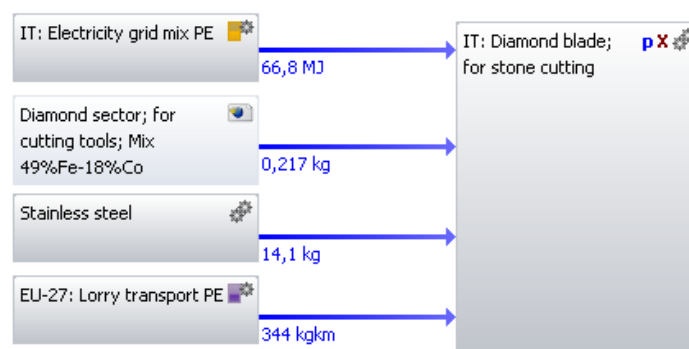 IT: Electricity grid mix PE
66,8 MJ
IT: Diamond blade; p X
for stone cutting
Diamond sector; for
cutting tools; Mix
49%Fe-18%Co
0,217 kg
Stainless steel
14,1 kg
EU-27: Lorry transport PE
344 kgkm